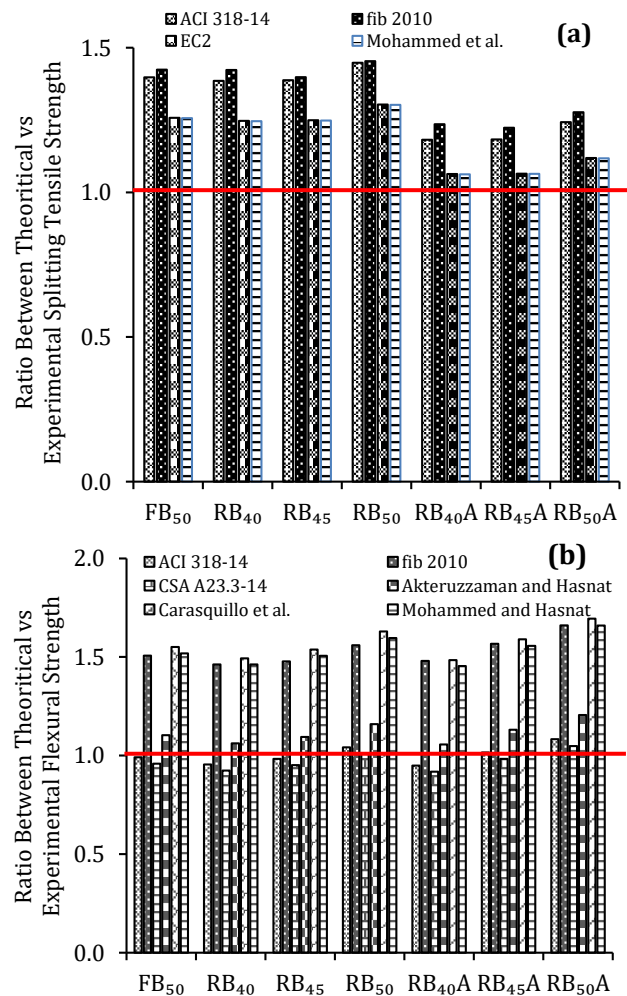 ACI 318-14 fib 2010 (a)
EC2 Mohammed et al.
Ratio Between Theoritical vs
Experimental Splitting Tensile Strength
1.5
1.0
0.5
0.0
FB₅₀ RB₄₀ RB₄₅ RB₅₀ RB₄₀A RB₄₅A RB₅₀A
(b)
ACI 318-14 fib 2010
CSA A23.3-14 Akteruzzaman and Hasnat
Carasquillo et al. Mohammed and Hasnat
Ratio Between Theoritical vs
Experimental Flexural Strength
2.0
1.5
1.0
0.5
0.0
FB₅₀ RB₄₀ RB₄₅ RB₅₀ RB₄₀A RB₄₅A RB₅₀A